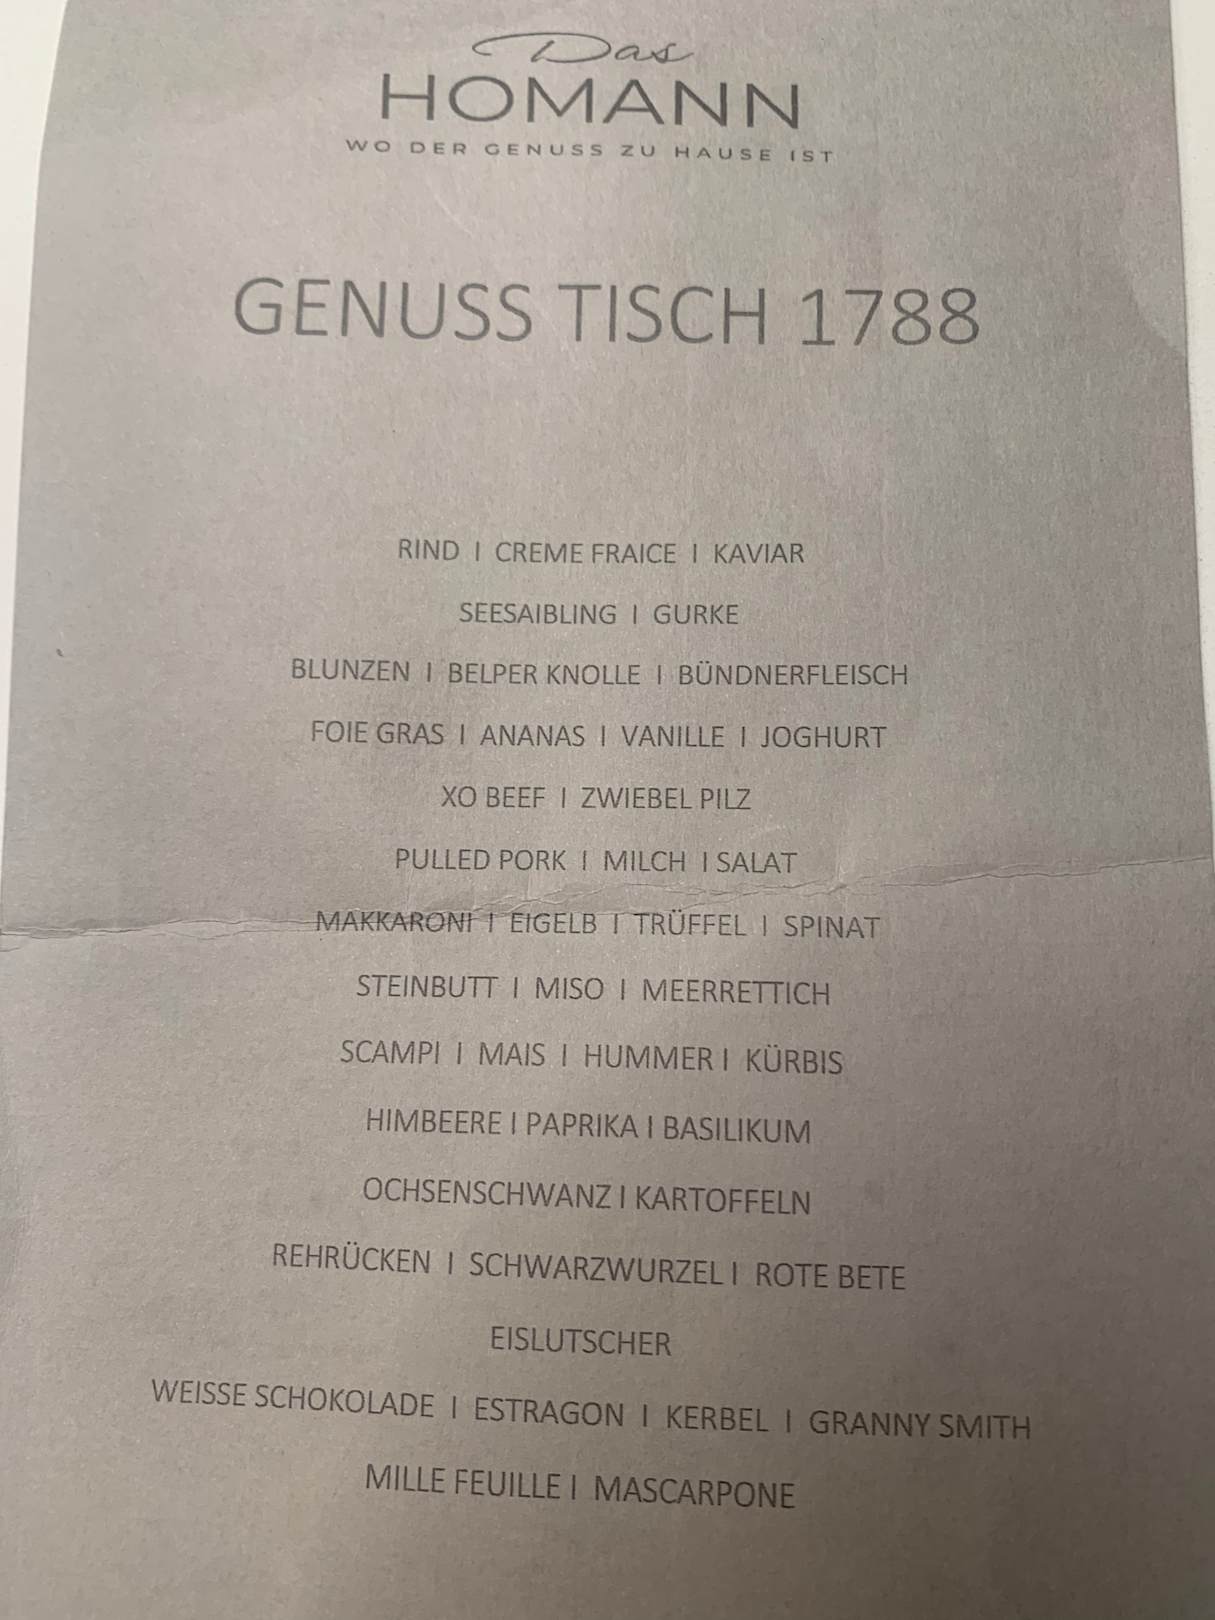 Das
HOMANN
WO DER GENUSS ZU HAUSE IST
GENUSS TISCH 1788
RIND I CREME FRAICE I KAVIAR
SEESAIBLING I GURKE
BLUNZEN I BELPER KNOLLE I BÜNDNERFLEISCH
FOIE GRAS I ANANAS I VANILLE I JOGHURT
XO BEEF I ZWIEBEL PILZ
PULLED PORK I MILCH I SALAT
MAKKARONI I EIGELB I TRÜFFEL I SPINAT
STEINBUTT I MISO I MEERRETTICH
SCAMPI I MAIS I HUMMER I KÜRBIS
HIMBEERE I PAPRIKA I BASILIKUM
OCHSENSCHWANZ I KARTOFFELN
REHRÜCKEN I SCHWARZWURZEL I ROTE BETE
EISLUTSCHER
WEISSE SCHOKOLADE I ESTRAGON I KERBEL I GRANNY SMITH
MILLE FEUILLE I MASCARPONE